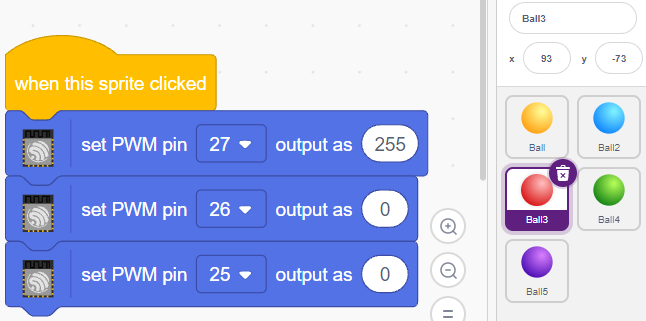 when this sprite clicked
set PWM pin 27 output as 255
set PWM pin 26 output as 0
set PWM pin 25 output as 0
Ball3
x 93 y -73
Ball Ball2
Ball3 Ball4
Ball5